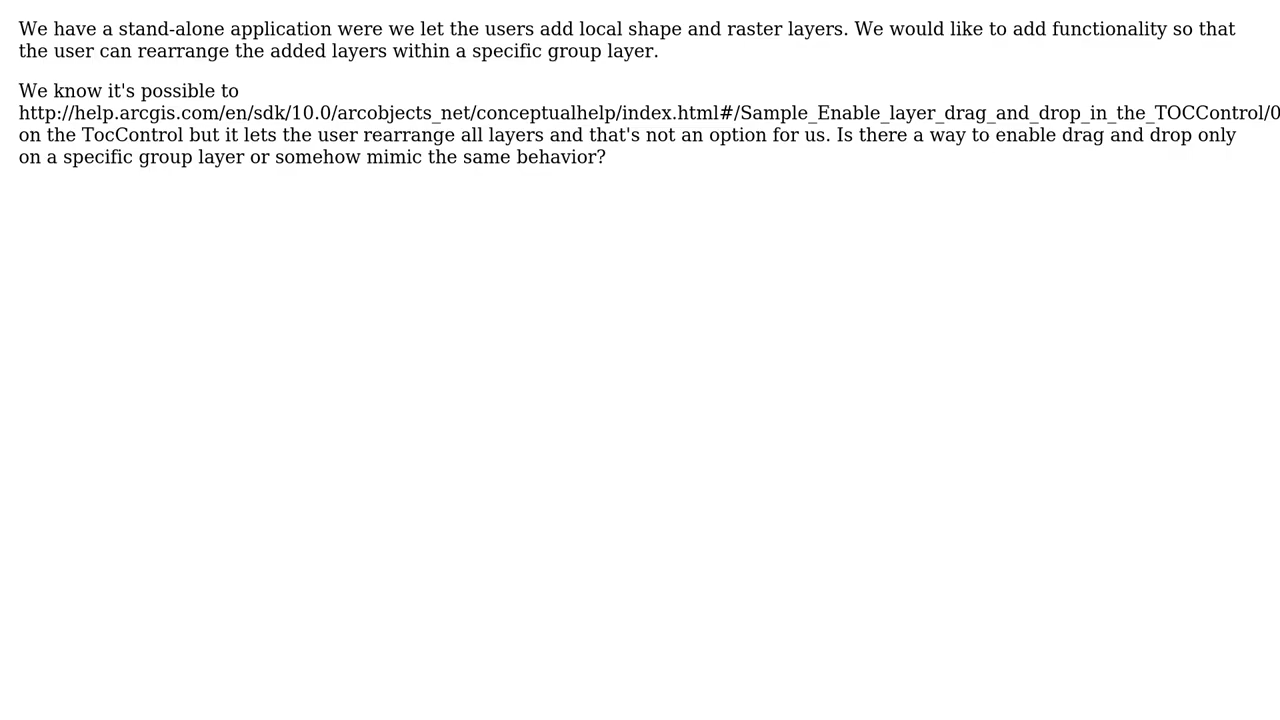 We have a stand-alone application were we let the users add local shape and raster layers. We would like to add functionality so that
the user can rearrange the added layers within a specific group layer.
We know it's possible to
http://help.arcgis.com/en/sdk/10.0/arcobjects_net/conceptualhelp/index.html#/Sample_Enable_layer_drag_and_drop_in_the_TOCControl/0
on the TocControl but it lets the user rearrange all layers and that's not an option for us. Is there a way to enable drag and drop only
on a specific group layer or somehow mimic the same behavior?